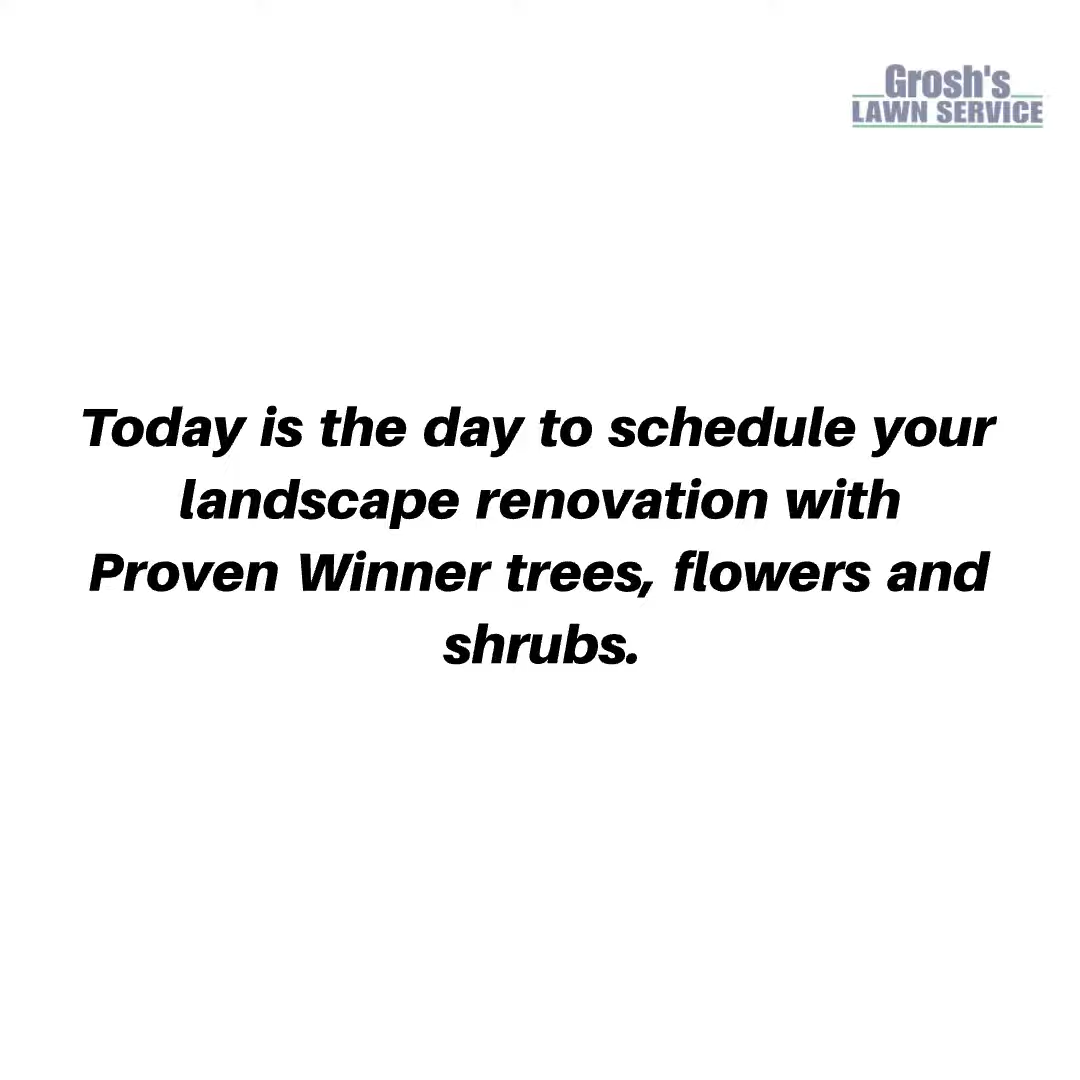 Grosh's
LAWN SERVICE
Today is the day to schedule your
landscape renovation with
Proven Winner trees, flowers and
shrubs.